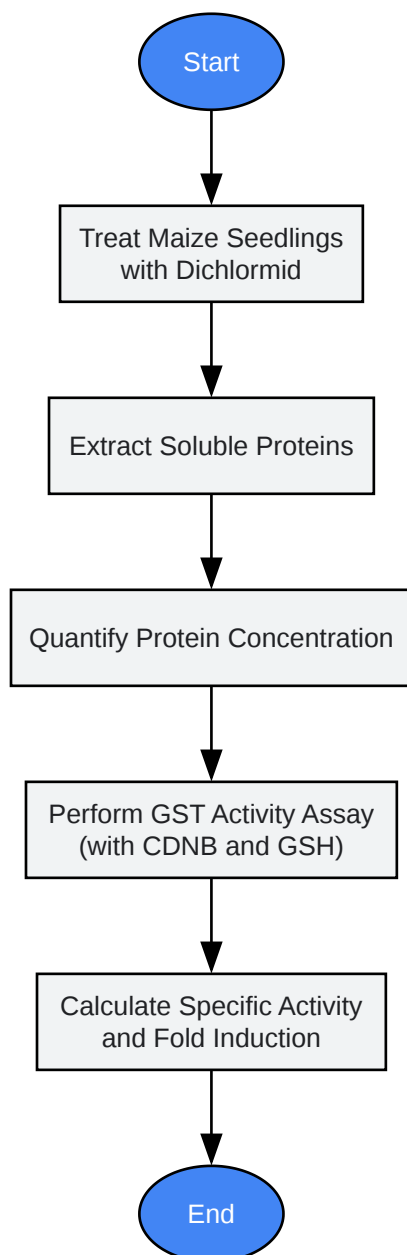 Start
Treat Maize Seedlings
with Dichlormid
Extract Soluble Proteins
Quantify Protein Concentration
Perform GST Activity Assay
(with CDNB and GSH)
Calculate Specific Activity
and Fold Induction
End